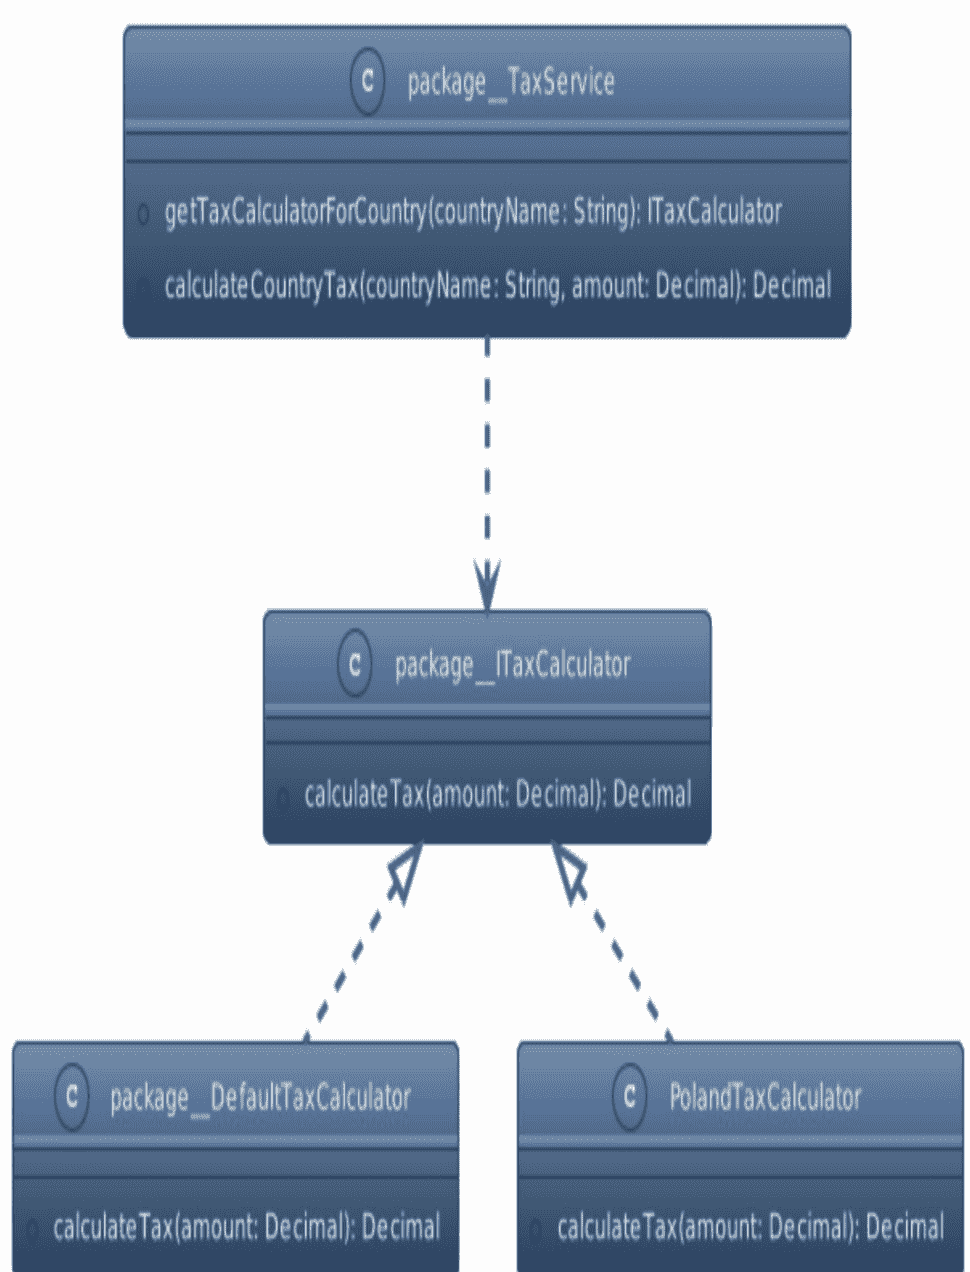 C package__TaxService
getTaxCalculatorForCountry(countryName: String): ITaxCalculator
calculateCountryTax(countryName: String, amount: Decimal): Decimal
C package__ITaxCalculator
calculateTax(amount: Decimal): Decimal
C package__DefaultTaxCalculator
C PolandTaxCalculator
calculateTax(amount: Decimal): Decimal
calculateTax(amount: Decimal): Decimal